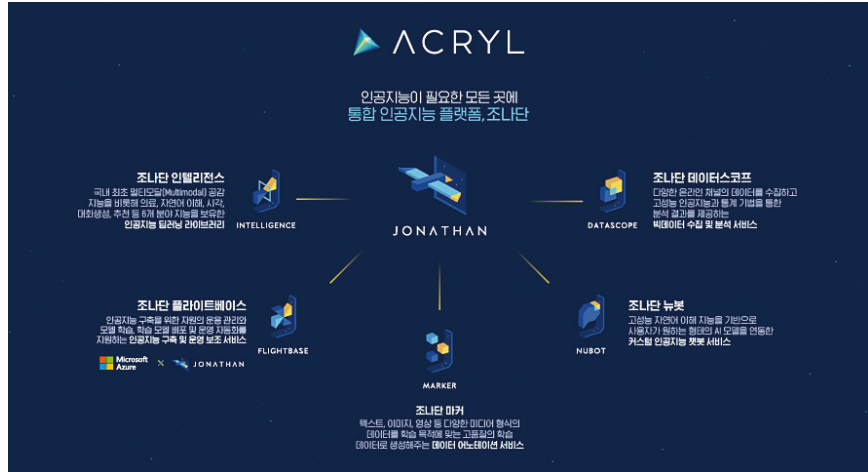 ACRYL
인공지능이 필요한 모든 곳에
통합 인공지능 플랫폼, 조나단
JONATHAN
조나단 인텔리전스
국내 최초 멀티모달(Multimodal) 공감
지능을 비롯해 의료, 자연어 이해, 시각,
대화생성, 추천 등 6개 분야 지능을 보유한
인공지능 딥러닝 라이브러리
INTELLIGENCE
조나단 데이터스코프
다양한 온라인 채널의 데이터를 수집하고
고성능 인공지능과 통계 기법을 통한
분석 결과를 제공하는
빅데이터 수집 및 분석 서비스
DATASCOPE
조나단 플라이트베이스
인공지능 구축을 위한 자원의 운용 관리와
모델 학습, 학습 모델 배포 및 운영 자동화를
지원하는 인공지능 구축 및 운영 보조 서비스
Microsoft
Azure
X
JONATHAN
FLIGHTBASE
조나단 뉴봇
고성능 자연어 이해 지능을 기반으로
사용자가 원하는 형태의 AI 모델을 연동한
커스텀 인공지능 챗봇 서비스
NUBOT
MARKER
조나단 마커
텍스트, 이미지, 영상 등 다양한 미디어 형식의
데이터를 학습 목적에 맞는 고품질의 학습
데이터로 생성해주는 데이터 어노테이션 서비스